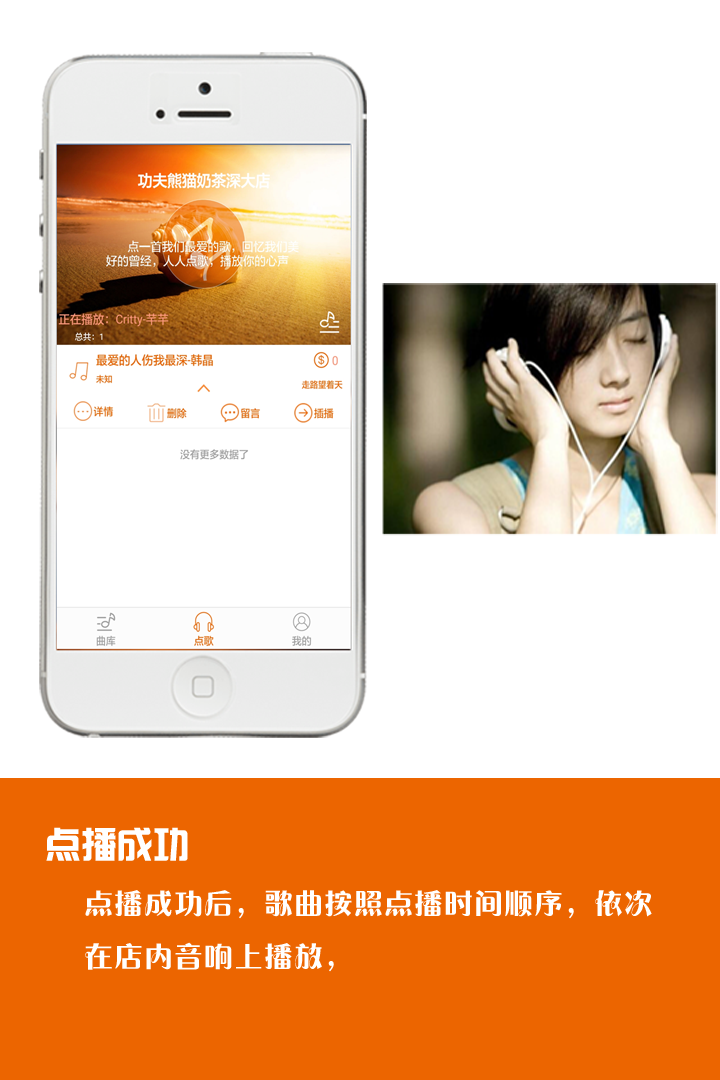 功夫熊猫奶茶深大店
点一首我们最爱的歌，回忆我们美
好的曾经，人人点歌，播放你的心声
正在播放：Critty-芊芊
总共：1
最爱的人伤我最深-韩晶
$ 0
未知
走路望着天
详情 删除 留言 插播
没有更多数据了
曲库 点歌 我的
点播成功
点播成功后，歌曲按照点播时间顺序，依次
在店内音响上播放，